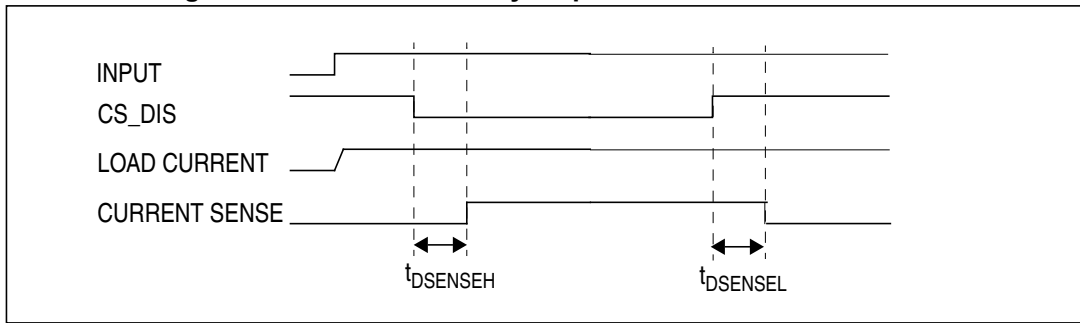 INPUT
CS_DIS
LOAD CURRENT
CURRENT SENSE
tDSENSEH
tDSENSEL